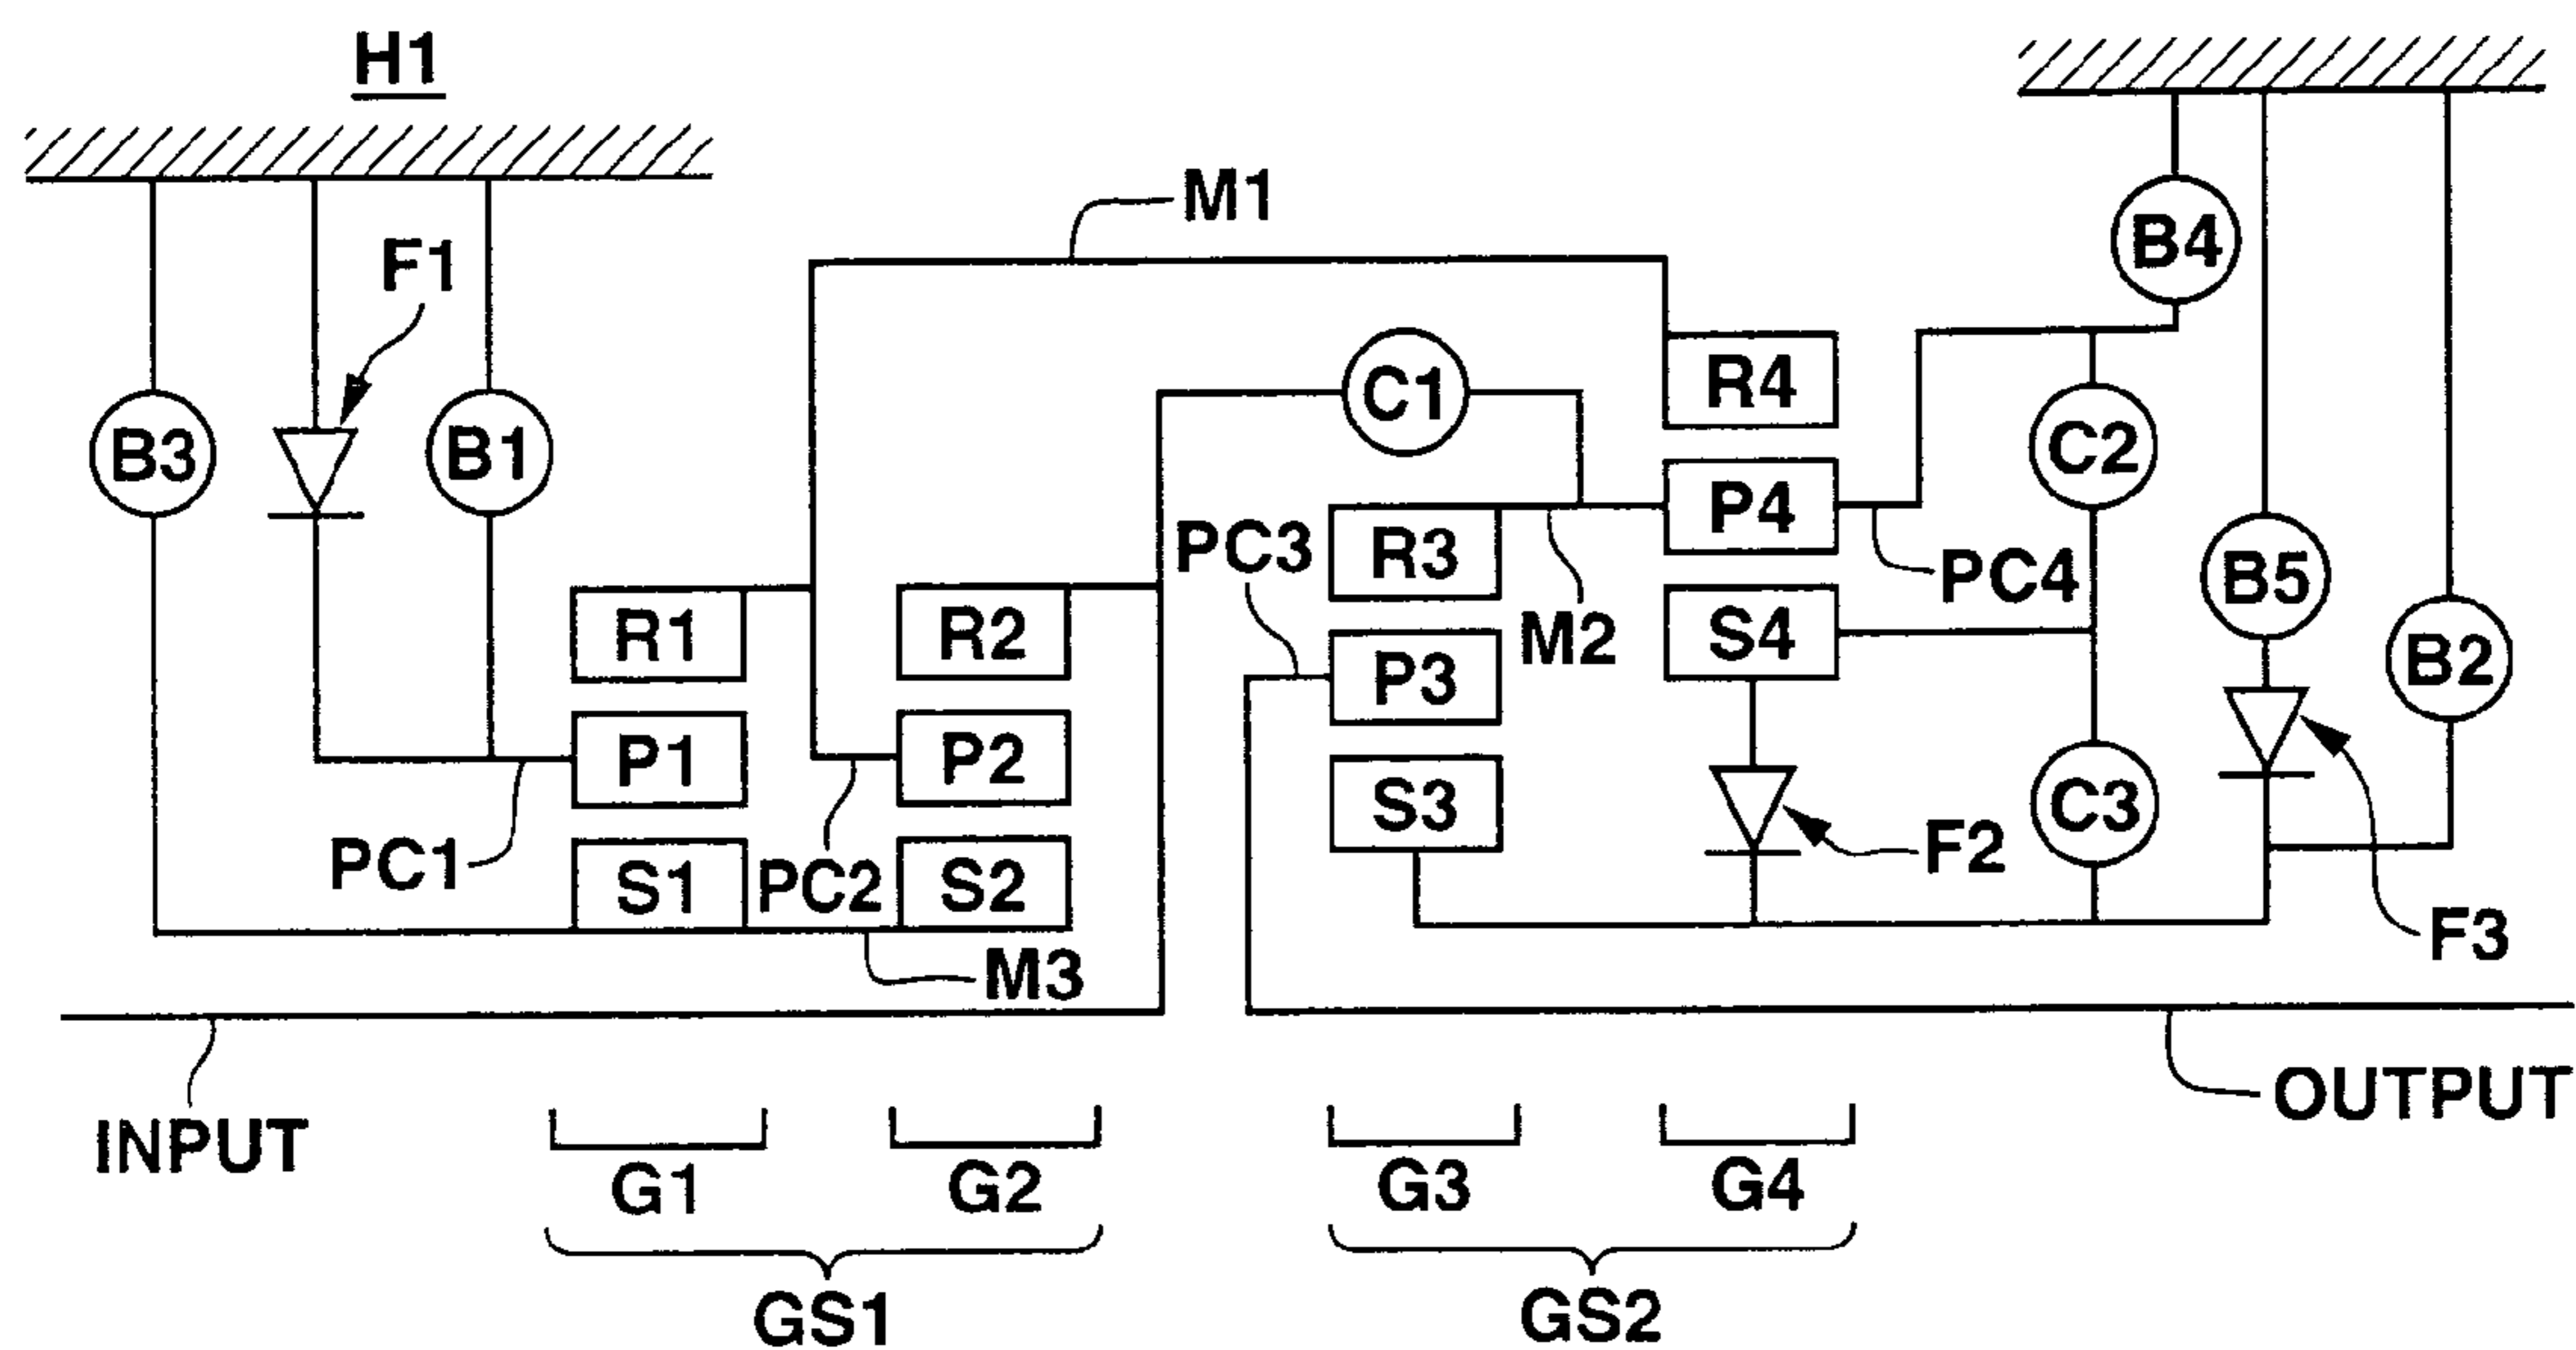 H1
M1
F1
B4
B3
B1
C1
R4
C2
PC3
R3
P4
PC4
B5
R1
R2
M2
S4
B2
P1
P2
P3
PC1
S1
PC2
S2
S3
F2
C3
F3
M3
INPUT
OUTPUT
G1
G2
G3
G4
GS1
GS2